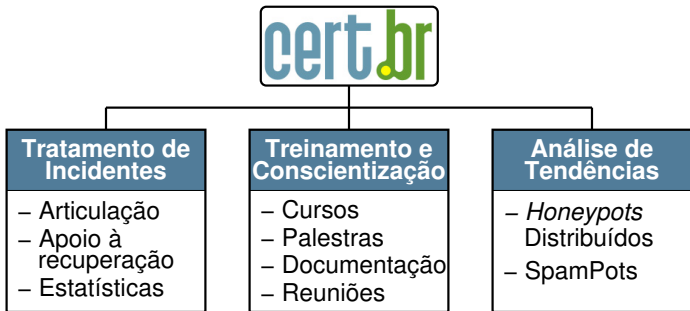 cert.br
Tratamento de
Incidentes
– Articulação
– Apoio à
recuperação
– Estatísticas
Treinamento e
Conscientização
– Cursos
– Palestras
– Documentação
– Reuniões
Análise de
Tendências
– Honeypots
Distribuídos
– SpamPots